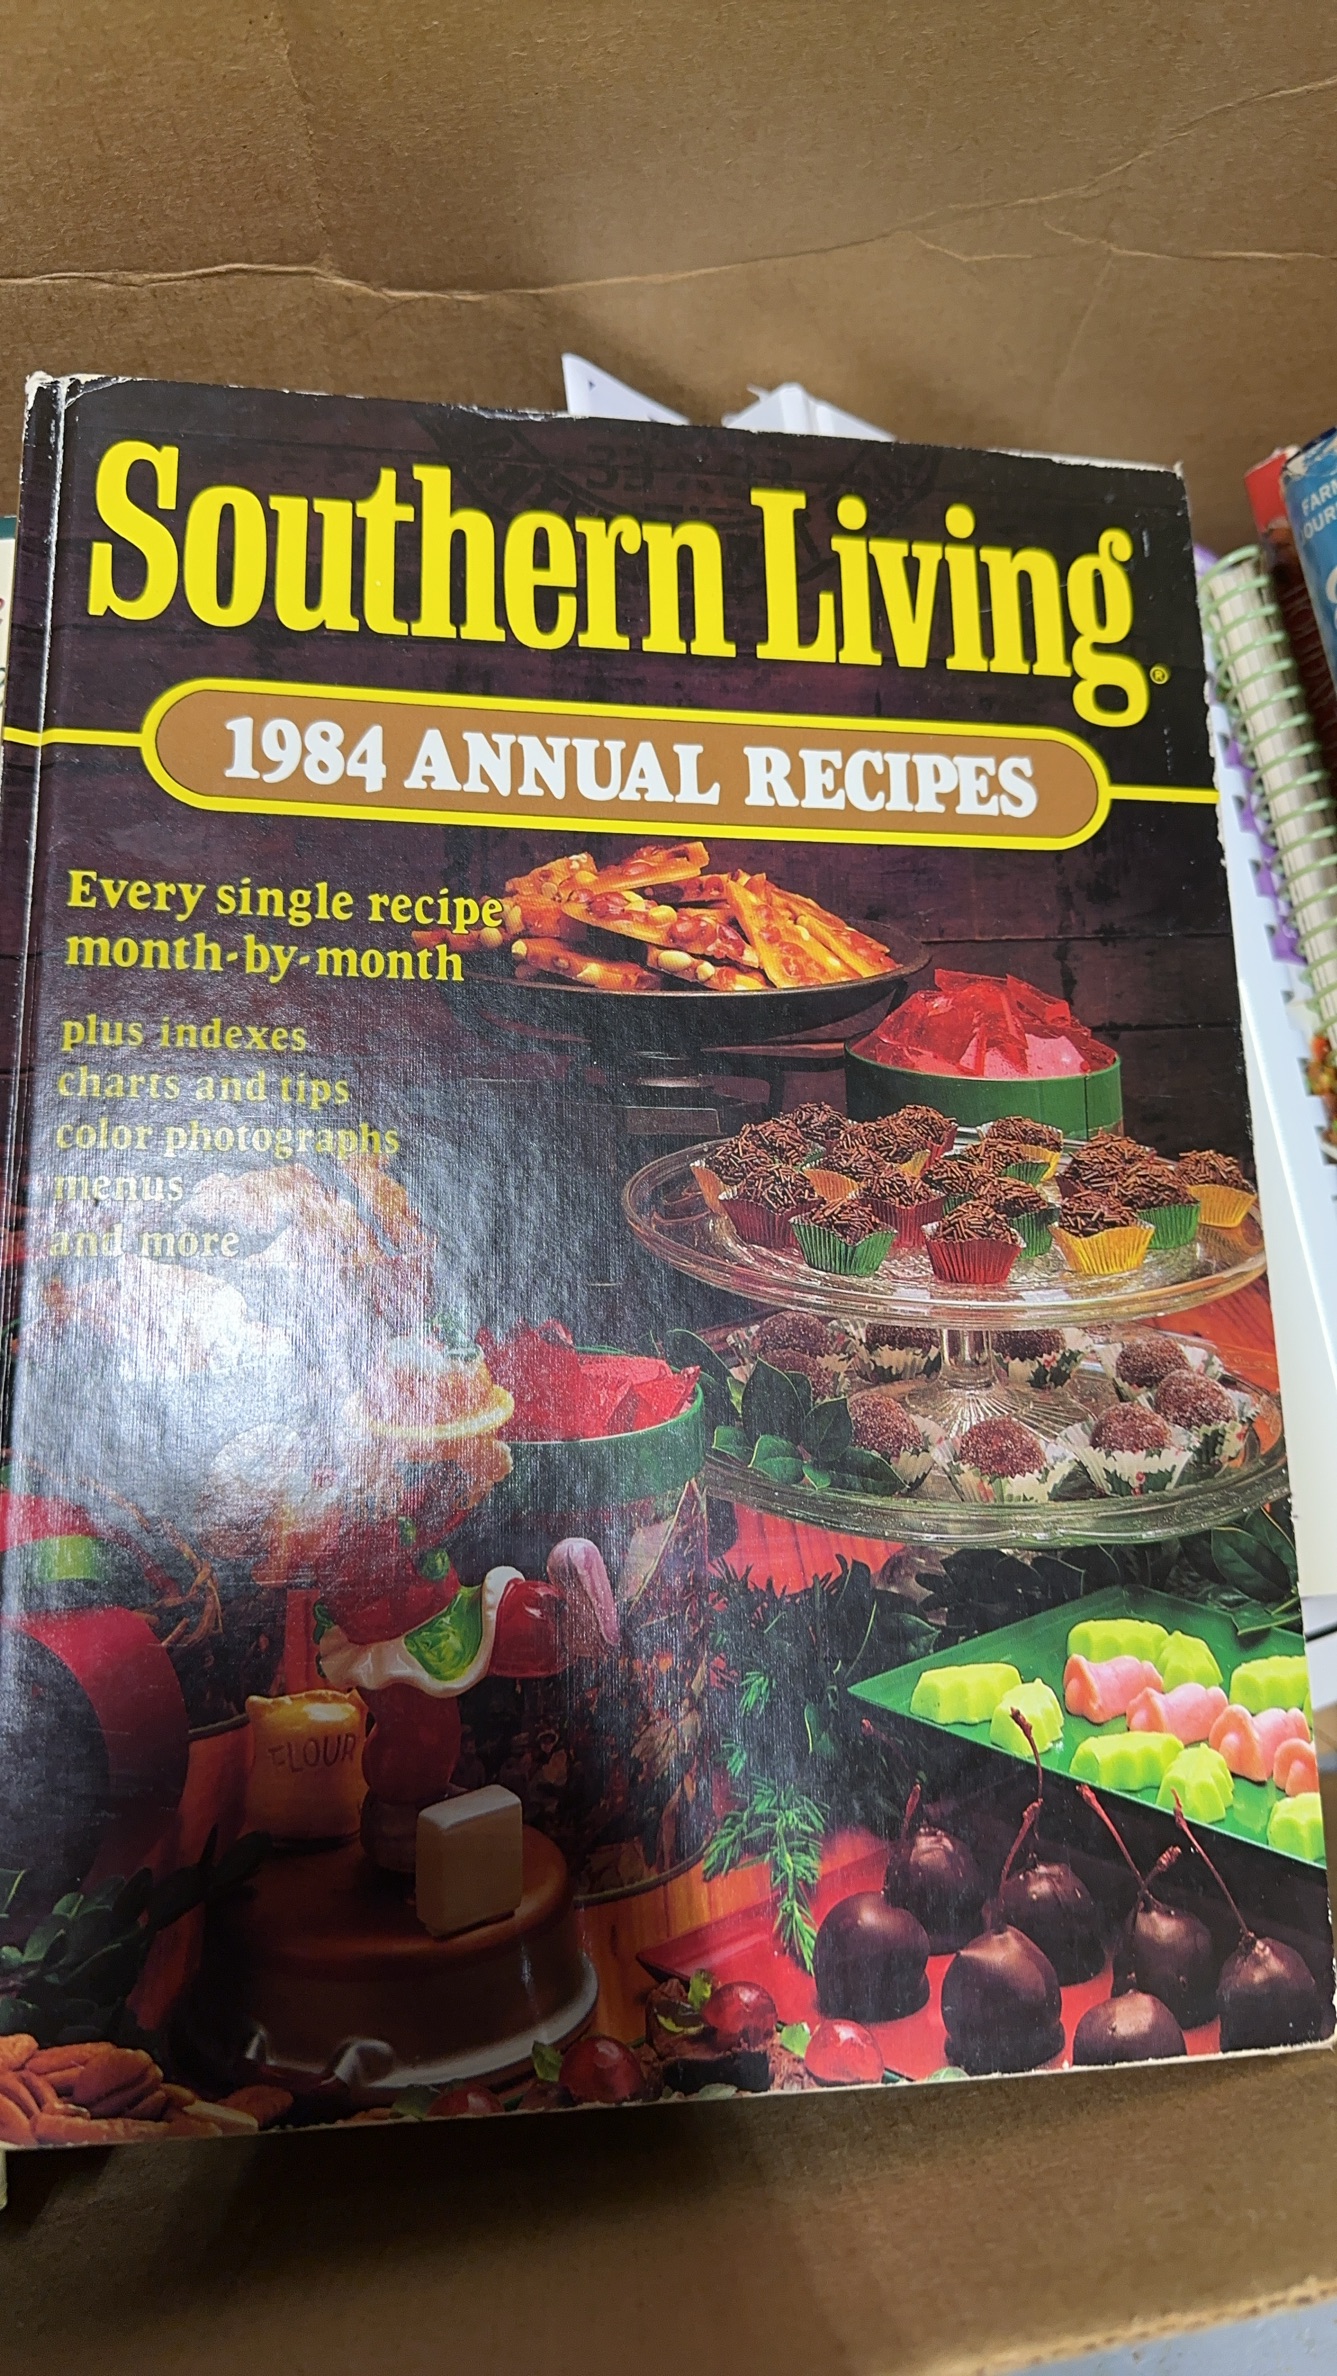 Southern Living®
1984 ANNUAL RECIPES
Every single recipe
month-by-month
plus indexes
charts and tips
color photographs
menus
and more
FLOUR